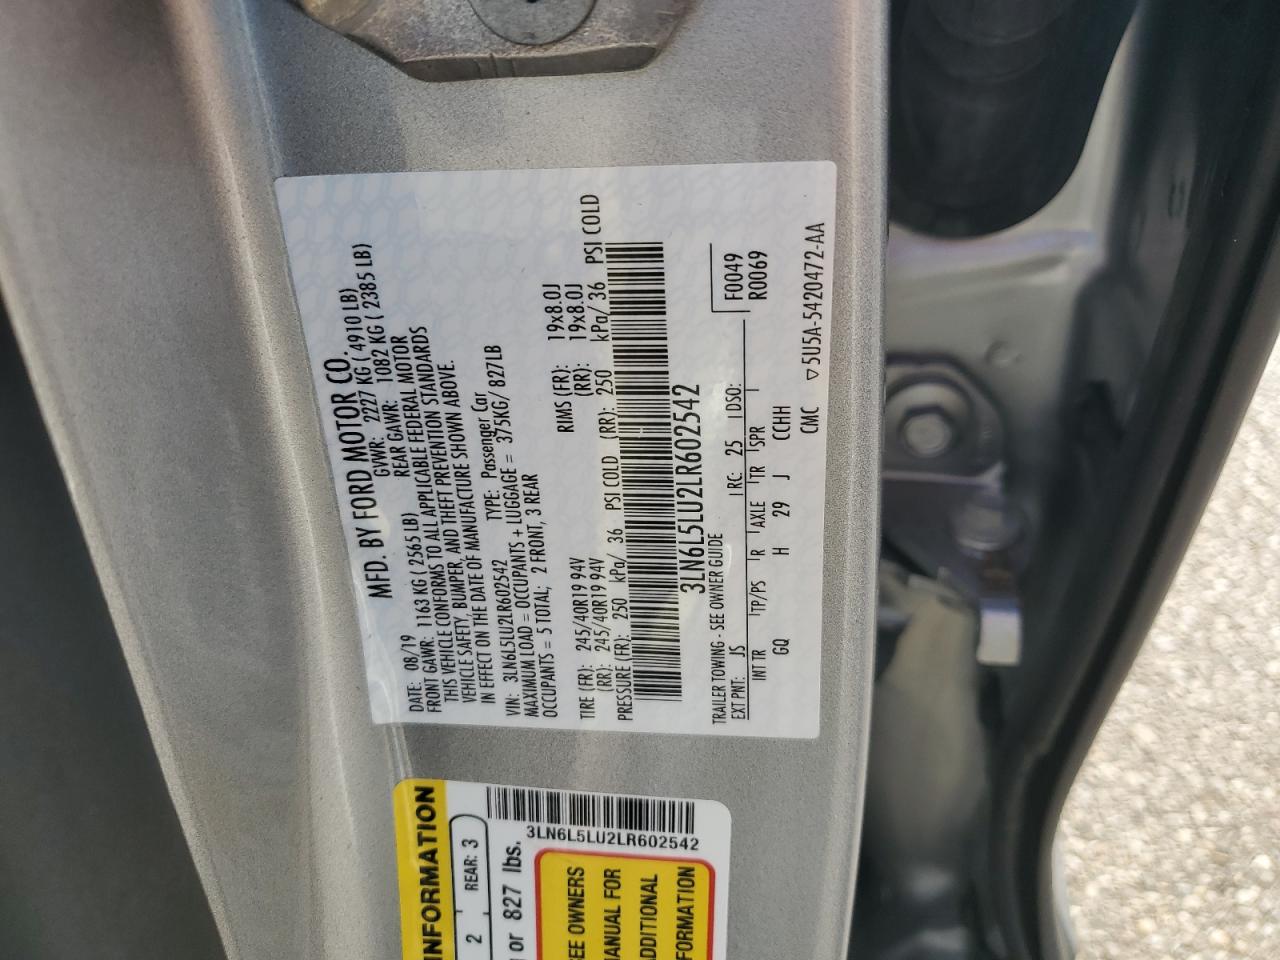 MFD. BY FORD MOTOR CO.
DATE: 08/19 GVWR: 2227 KG ( 4910 LB)
FRONT GAWR: 1163 KG ( 2565 LB) REAR GAWR: 1082 KG ( 2385 LB)
THIS VEHICLE CONFORMS TO ALL APPLICABLE FEDERAL MOTOR
VEHICLE SAFETY, BUMPER, AND THEFT PREVENTION STANDARDS
IN EFFECT ON THE DATE OF MANUFACTURE SHOWN ABOVE.
VIN: 3LN6L5LU2LR602542 TYPE: Passenger Car
MAXIMUM LOAD = OCCUPANTS + LUGGAGE = 375KG/ 827LB
OCCUPANTS = 5 TOTAL; 2 FRONT, 3 REAR
TIRE (FR): 245/40R19 94V RIMS (FR): 19x8.0J
(RR): 245/40R19 94V (RR): 19x8.0J
PRESSURE (FR): 250 kPa/ 36 PSI COLD (RR): 250 kPa/ 36 PSI COLD
3LN6L5LU2LR602542
TRAILER TOWING - SEE OWNER GUIDE
F0049
R0069
EXT PNT: JS RC: 25 DSO:
INT TR TP/PS R AXLE TR SPR
GQ H 29 J CCHH
CMC ▽5U5A-5420472-AA
INFORMATION
2 REAR: 3
or 827 lbs.
3LN6L5LU2LR602542
SEE OWNERS
MANUAL FOR
ADDITIONAL
FORMATION